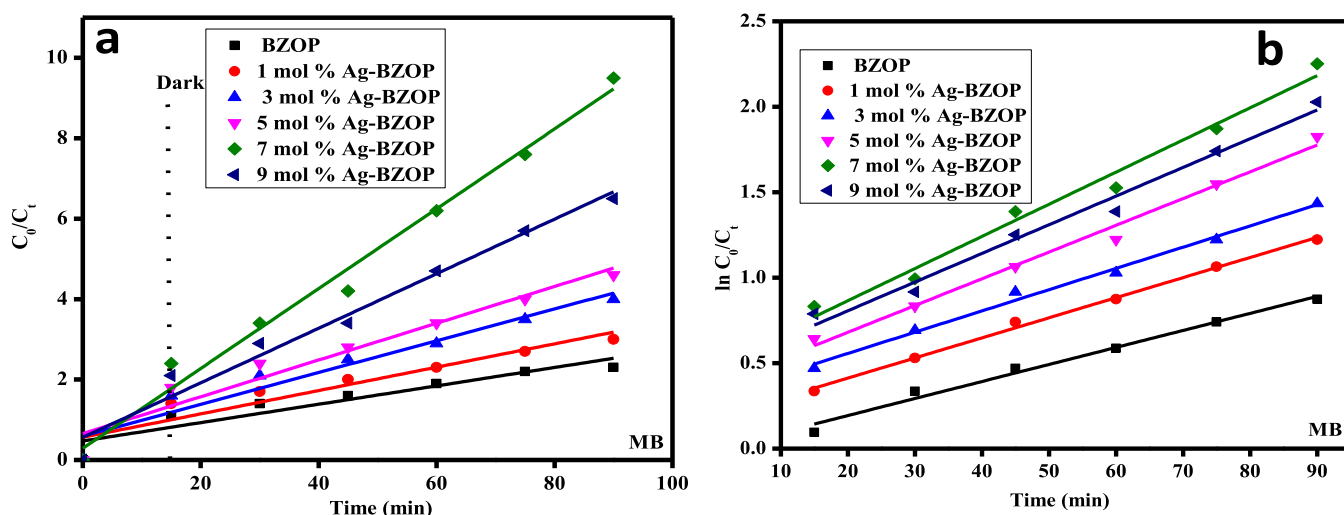 a
Dark
BZOP
1 mol % Ag-BZOP
3 mol % Ag-BZOP
5 mol % Ag-BZOP
7 mol % Ag-BZOP
9 mol % Ag-BZOP
10
8
6
4
2
0
C0/Ct
MB
0 20 40 60 80 100
Time (min)
b
BZOP
1 mol % Ag-BZOP
3 mol % Ag-BZOP
5 mol % Ag-BZOP
7 mol % Ag-BZOP
9 mol % Ag-BZOP
2.5
2.0
1.5
1.0
0.5
0.0
ln C0/Ct
MB
10 20 30 40 50 60 70 80 90
Time (min)